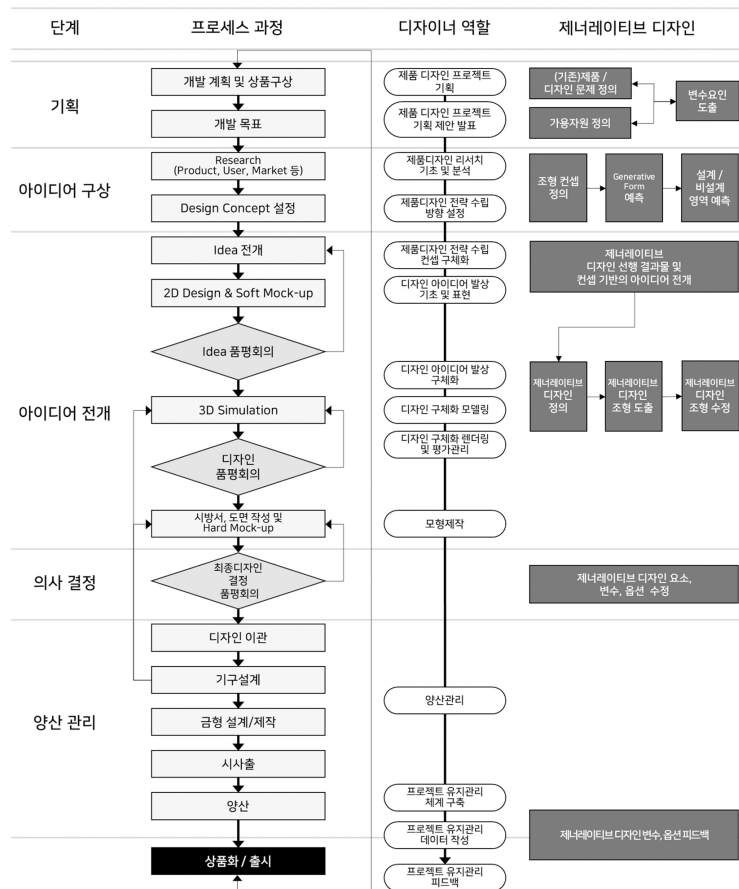 단계
프로세스 과정
디자이너 역할
제너레이티브 디자인
기획
개발 계획 및 상품구상
개발 목표
제품 디자인 프로젝트
기획
제품 디자인 프로젝트
기획 제안 발표
(기존)제품 /
디자인 문제 정의
가용자원 정의
변수요인
도출
아이디어 구상
Research
(Product, User, Market 등)
Design Concept 설정
제품디자인 리서치
기초 및 분석
제품디자인 전략 수립
방향 설정
조형 컨셉
정의
Generative
Form
예측
설계 /
비설계
영역 예측
아이디어 전개
Idea 전개
2D Design & Soft Mock-up
Idea 품평회의
3D Simulation
디자인
품평회의
시방서, 도면 작성 및
Hard Mock-up
제품디자인 전략 수립
컨셉 구체화
디자인 아이디어 발상
기초 및 표현
디자인 아이디어 발상
구체화
디자인 구체화 모델링
디자인 구체화 렌더링
및 평가관리
모형제작
제너레이티브
디자인 선행 결과물 및
컨셉 기반의 아이디어 전개
제너레이티브
디자인
정의
제너레이티브
디자인
조형 도출
제너레이티브
디자인
조형 수정
의사 결정
최종디자인
결정
품평회의
제너레이티브 디자인 요소,
변수, 옵션 수정
양산 관리
디자인 이관
기구설계
금형 설계/제작
시사출
양산
양산관리
프로젝트 유지관리
체계 구축
프로젝트 유지관리
데이터 작성
제너레이티브 디자인 변수, 옵션 피드백
상품화 / 출시
프로젝트 유지관리
피드백